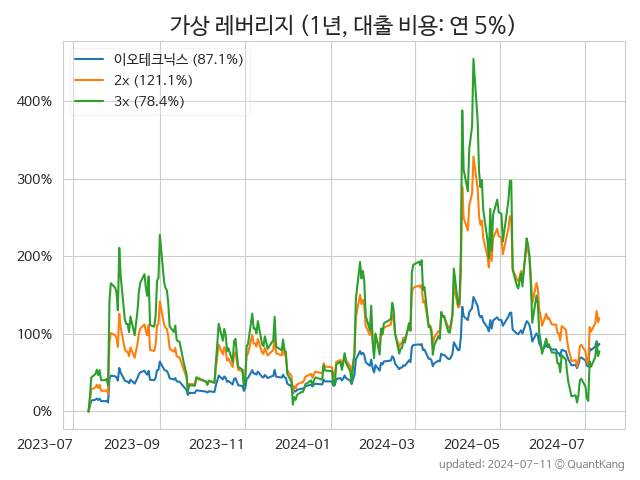 가상 레버리지 (1년, 대출 비용: 연 5%)
이오테크닉스 (87.1%)
2x (121.1%)
3x (78.4%)
400%
300%
200%
100%
0%
2023-07 2023-09 2023-11 2024-01 2024-03 2024-05 2024-07
updated: 2024-07-11 © QuantKang